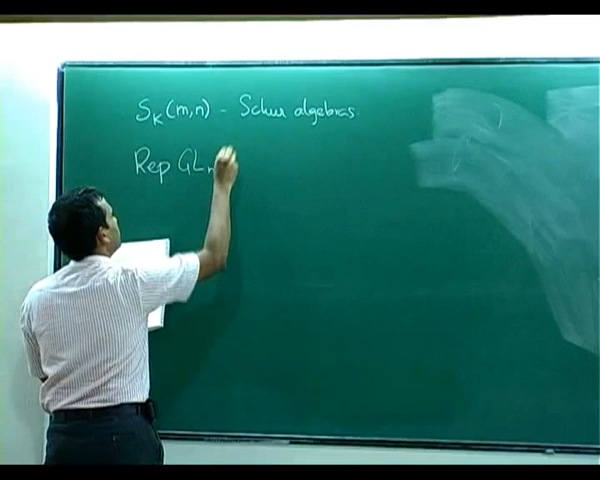 S_K(m,n) - Schur algebras.
Rep GL_n